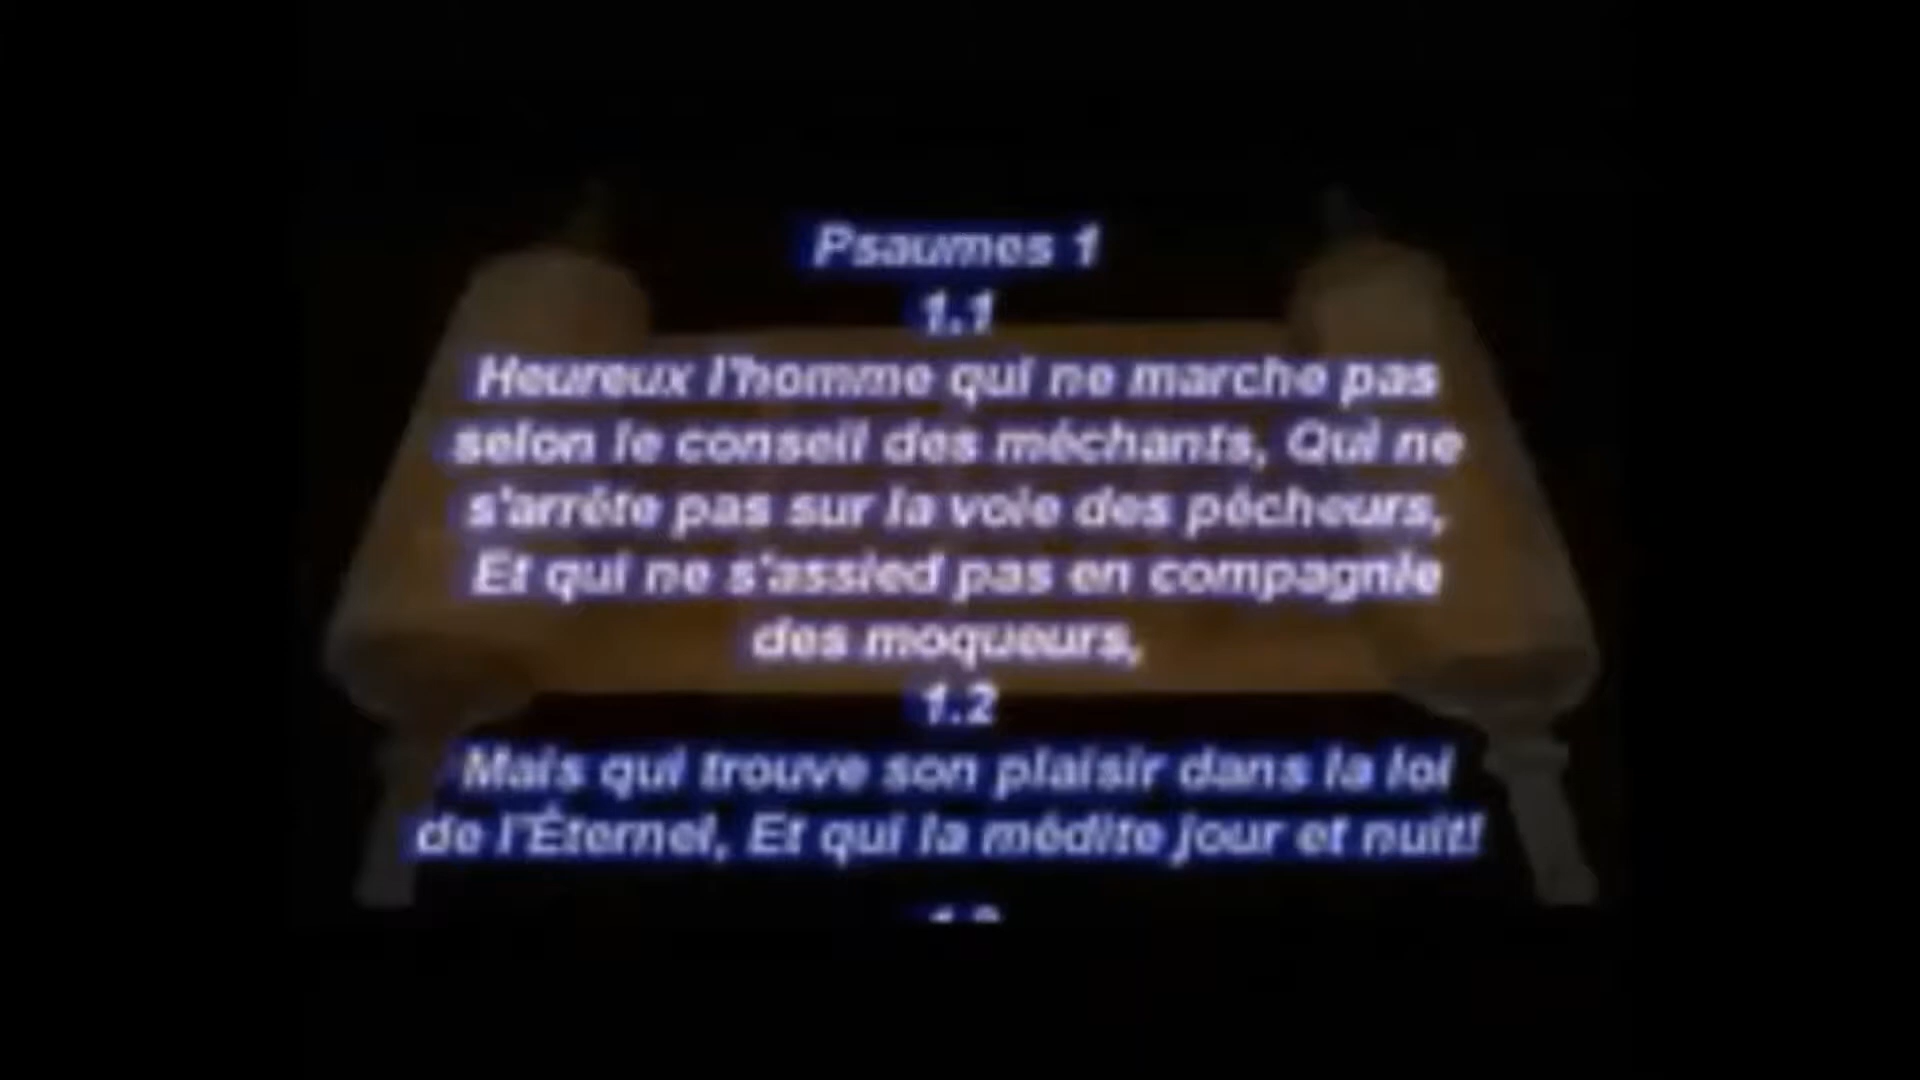 Psaumes 1
1.1
Heureux l'homme qui ne marche pas
selon le conseil des méchants, Qui ne
s'arrête pas sur la voie des pécheurs,
Et qui ne s'assied pas en compagnie
des moqueurs,
1.2
Mais qui trouve son plaisir dans la loi
de l'Éternel, Et qui la médite jour et nuit!